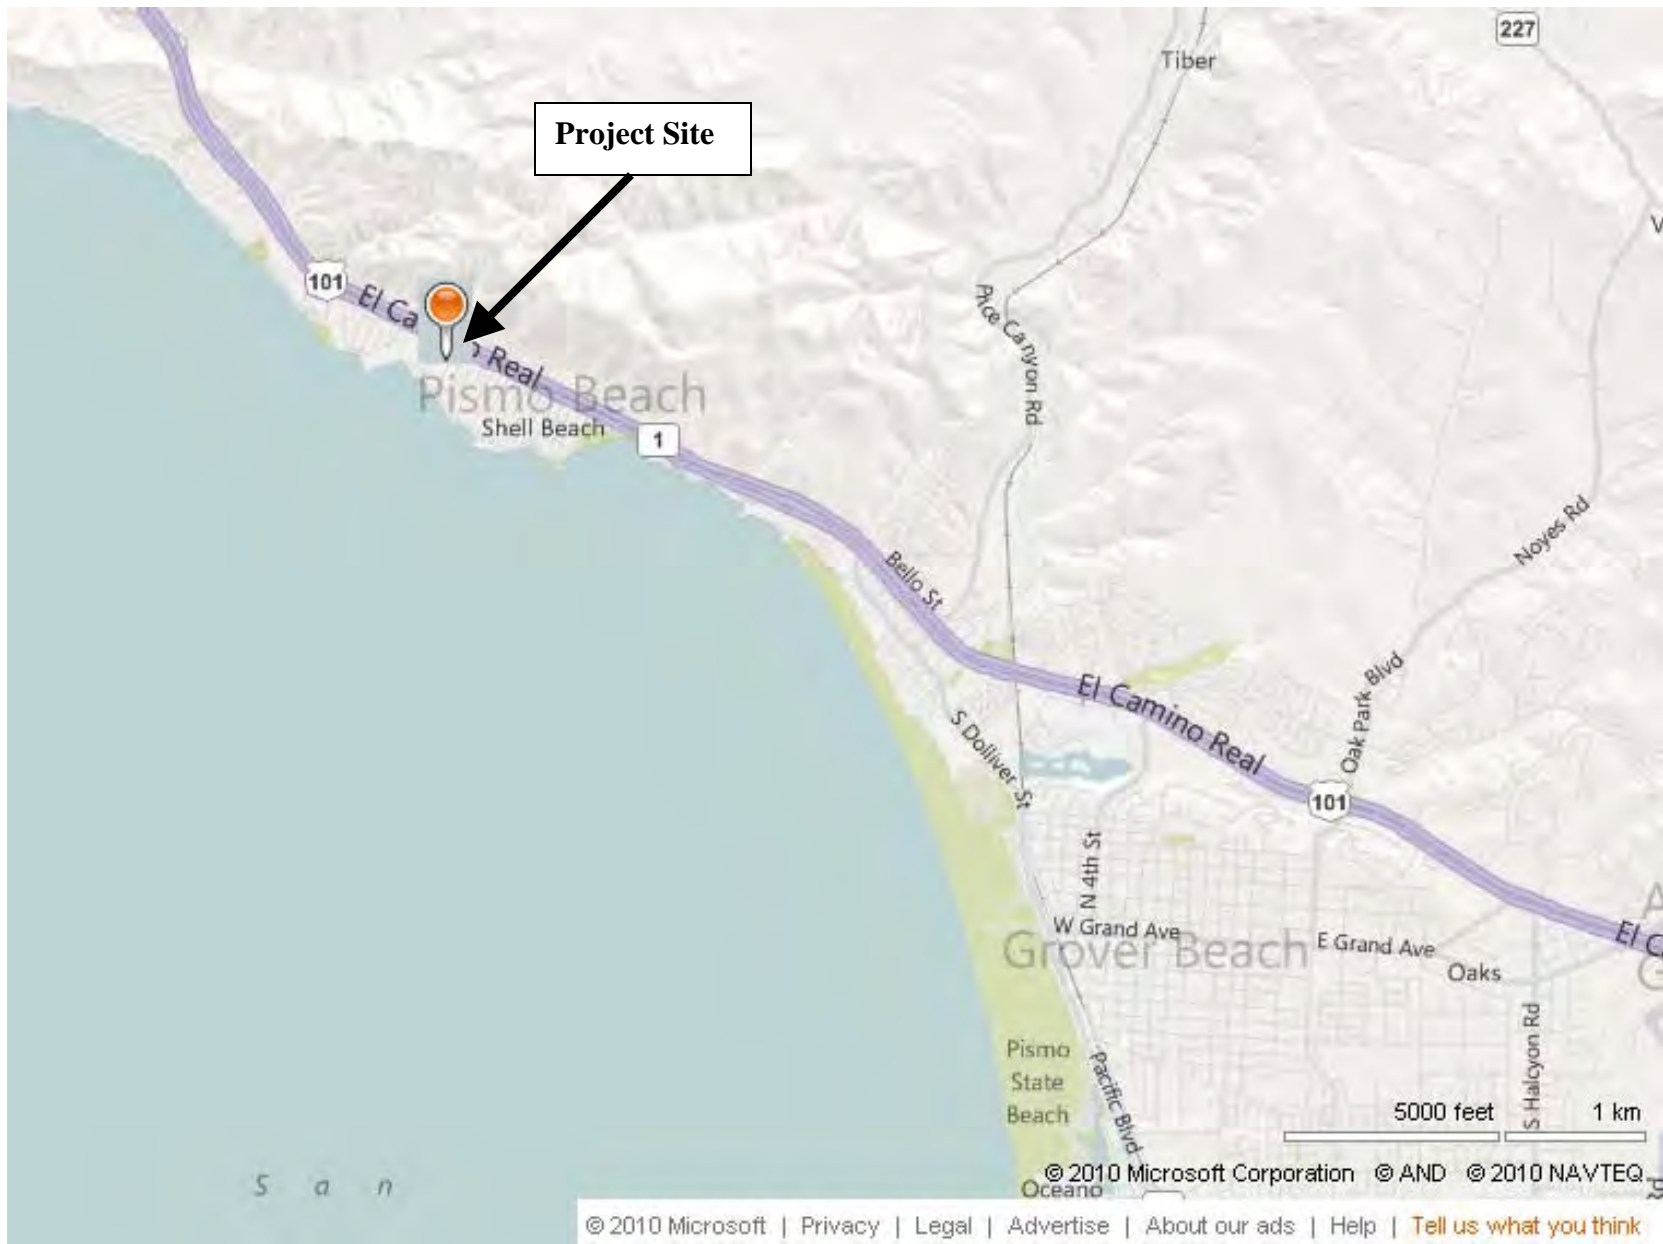 227
Tiber
Project Site
V
101
El Ca
o Real
Price Canyon Rd
Pismo Beach
Shell Beach
1
Noyes Rd
Bello St
El Camino Real
Oak Park Blvd
S Dolliver St
101
N 4th St
W Grand Ave
Grover Beach
E Grand Ave
Oaks
A
El C
G
Pismo
State
Beach
Pacific Blvd
S Halcyon Rd
5000 feet
1 km
S a n
© 2010 Microsoft Corporation © AND © 2010 NAVTEQ
Oceano
© 2010 Microsoft | Privacy | Legal | Advertise | About our ads | Help | Tell us what you think